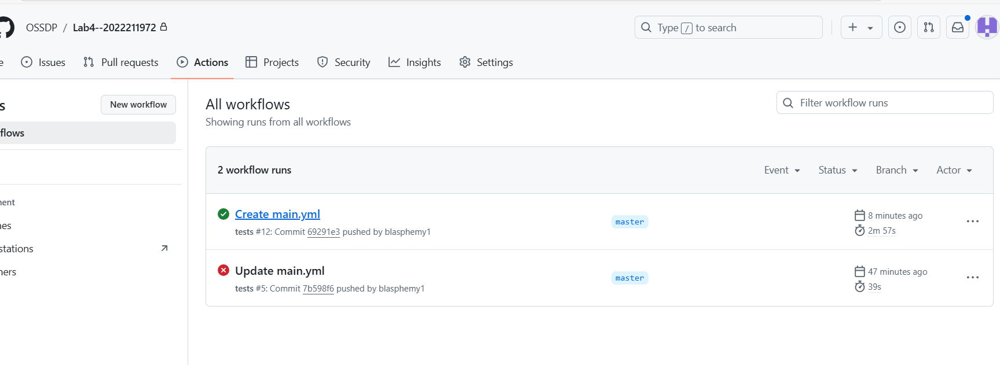 OSSDP / Lab4--2022211972
Type / to search
e Issues Pull requests Actions Projects Security Insights Settings
s
New workflow
flows
nent
nes
stations
ners
All workflows
Showing runs from all workflows
Filter workflow runs
2 workflow runs
Event Status Branch Actor
Create main.yml
tests #12: Commit 69291e3 pushed by blasphemy1
master
8 minutes ago
2m 57s
Update main.yml
tests #5: Commit 7b598f6 pushed by blasphemy1
master
47 minutes ago
39s